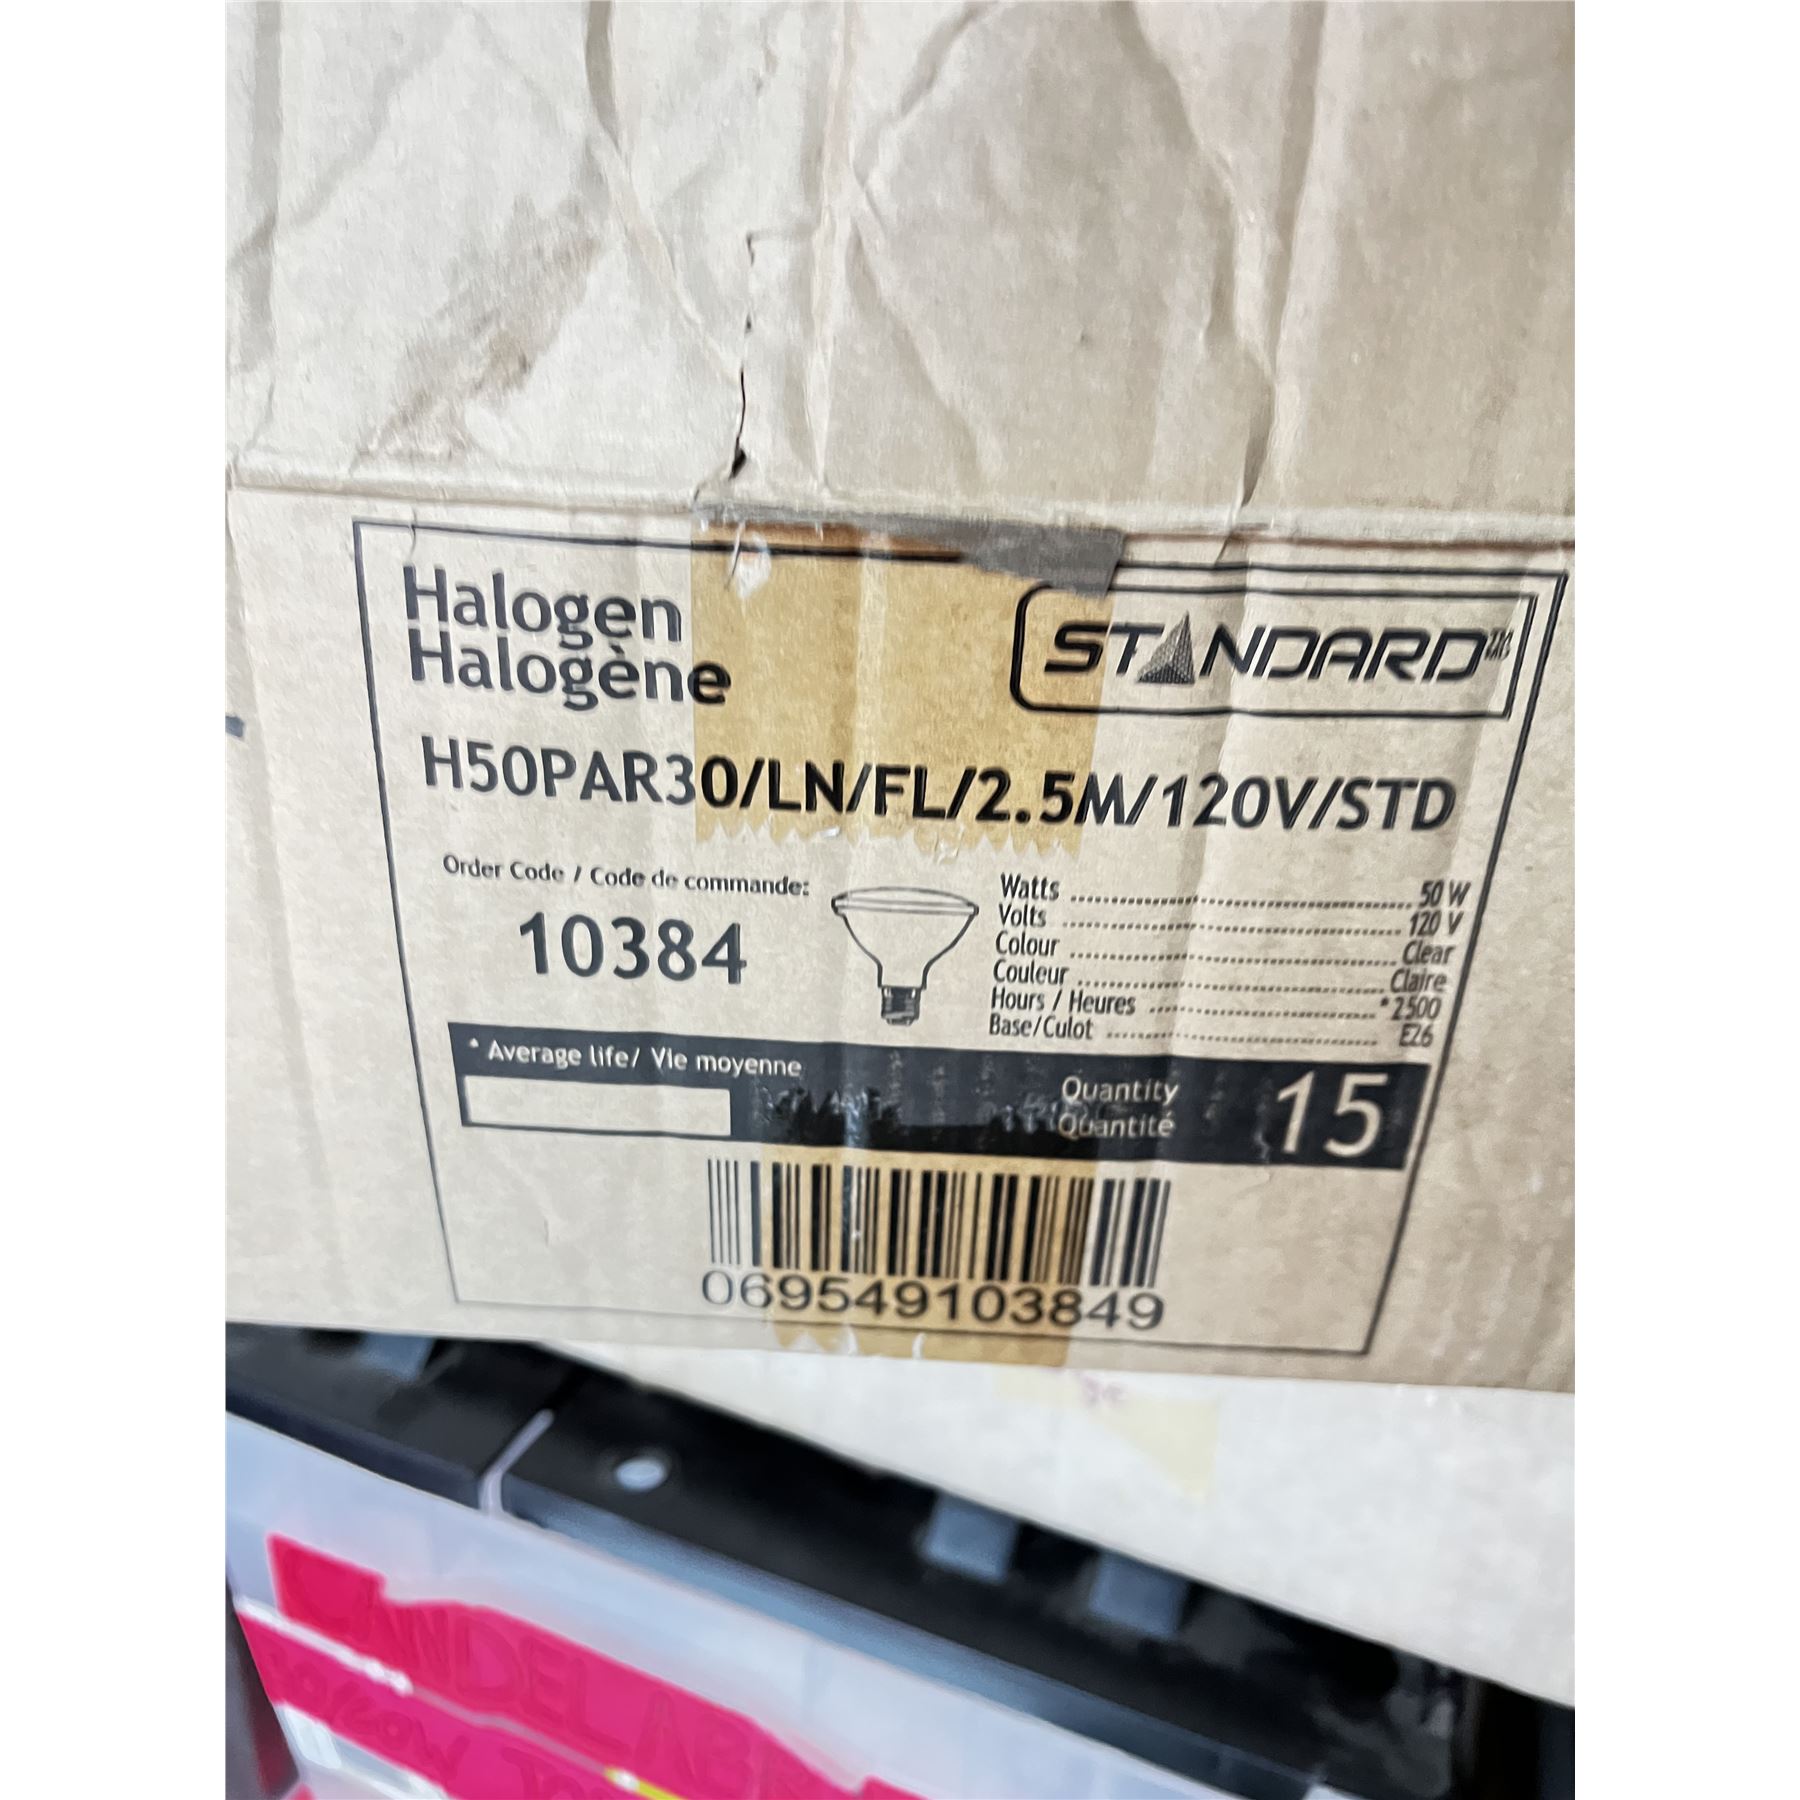 Halogen
Halogène
STANDARD™
H50PAR30/LN/FL/2.5M/120V/STD
Order Code / Code de commande:
10384
Watts 50 W
Volts 120 V
Colour Clear
Couleur Claire
Hours / Heures *2500
Base/Culot E26
* Average life/ Vie moyenne
Quantity
Quantité
15
069549103849